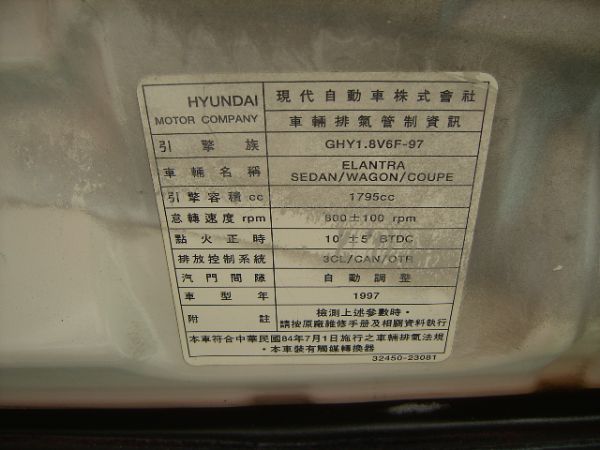 HYUNDAI MOTOR COMPANY
現代自動車株式會社
車輛排氣管制資訊
引擎族 GHY1.8V6F-97
車輛名稱 ELANTRA SEDAN/WAGON/COUPE
引擎容積cc 1795cc
怠轉速度rpm 800±100 rpm
點火正時 10°±5° BTDC
排放控制系統 3CL/CAN/OTR
汽門間隙 自動調整
車型年 1997
附註 檢測上述參數時,
請按原廠維修手册及相關資料執行
本車符合中華民國84年7月1日施行之車輛排氣法規
·本車裝有觸媒轉換器
32450-23081